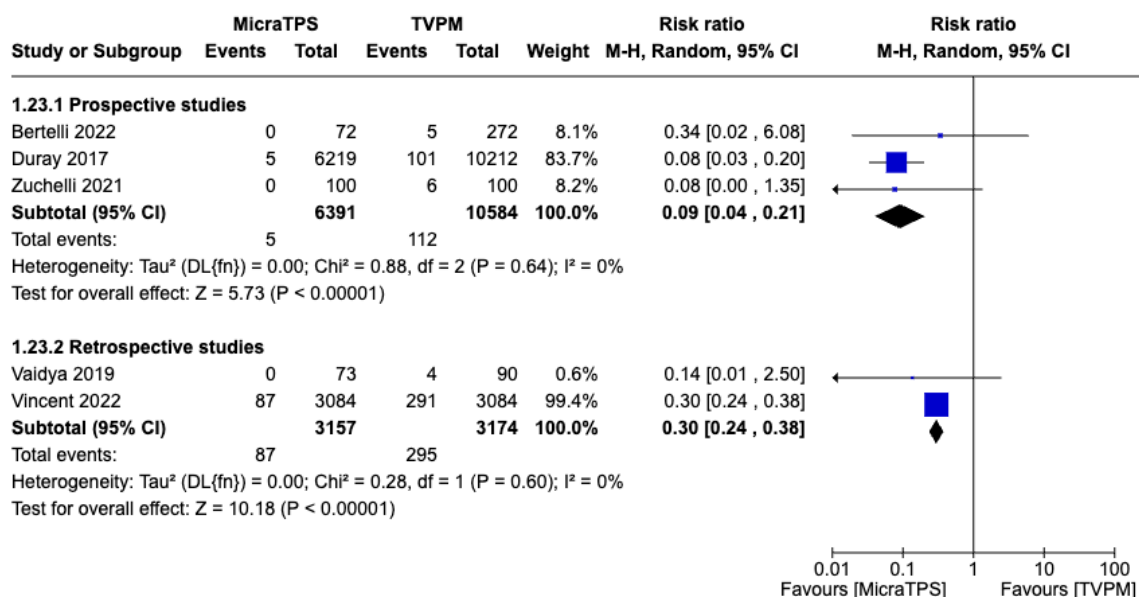 MicraTPS TVPM Risk ratio Risk ratio
Study or Subgroup Events Total Events Total Weight M-H, Random, 95% CI M-H, Random, 95% CI
1.23.1 Prospective studies
Bertelli 2022 0 72 5 272 8.1% 0.34 [0.02 , 6.08]
Duray 2017 5 6219 101 10212 83.7% 0.08 [0.03 , 0.20]
Zuchelli 2021 0 100 6 100 8.2% 0.08 [0.00 , 1.35]
Subtotal (95% CI) 6391 10584 100.0% 0.09 [0.04 , 0.21]
Total events: 5 112
Heterogeneity: Tau² (DL{fn}) = 0.00; Chi² = 0.88, df = 2 (P = 0.64); I² = 0%
Test for overall effect: Z = 5.73 (P < 0.00001)
1.23.2 Retrospective studies
Vaidya 2019 0 73 4 90 0.6% 0.14 [0.01 , 2.50]
Vincent 2022 87 3084 291 3084 99.4% 0.30 [0.24 , 0.38]
Subtotal (95% CI) 3157 3174 100.0% 0.30 [0.24 , 0.38]
Total events: 87 295
Heterogeneity: Tau² (DL{fn}) = 0.00; Chi² = 0.28, df = 1 (P = 0.60); I² = 0%
Test for overall effect: Z = 10.18 (P < 0.00001)
0.01 0.1 1 10 100
Favours [MicraTPS] Favours [TVPM]